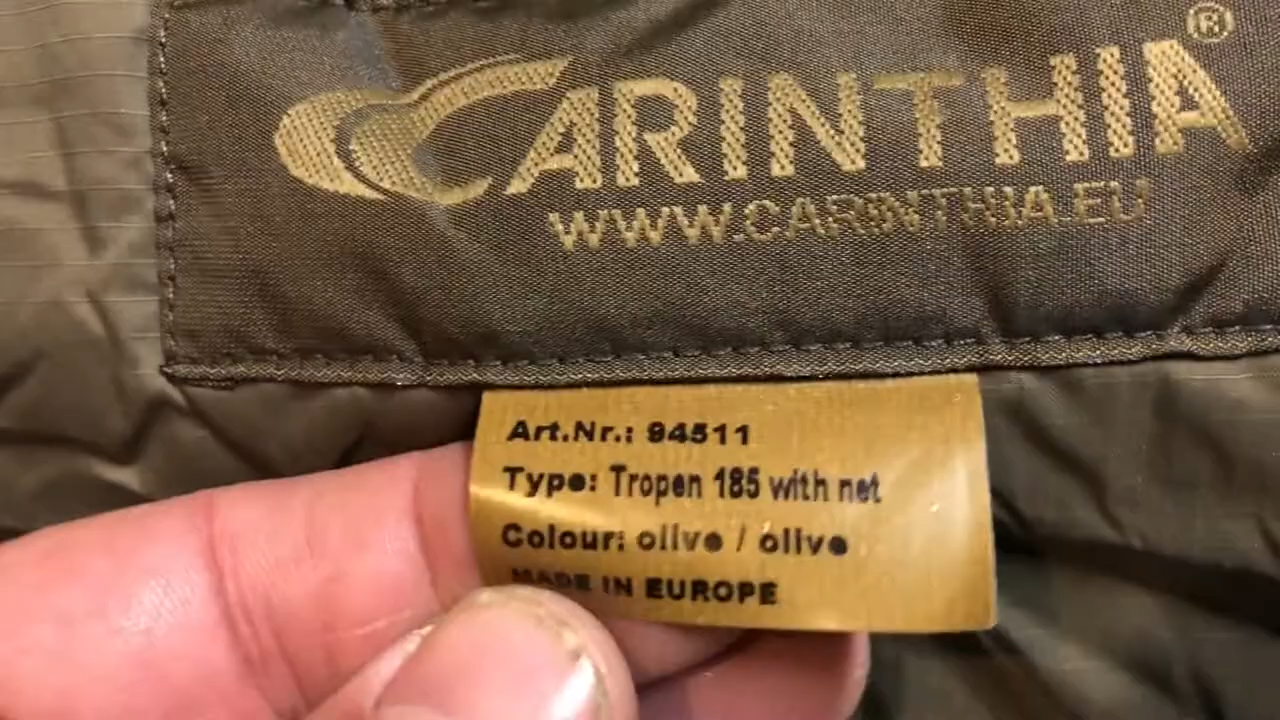 CARINTHIA®
WWW.CARINTHIA.EU
Art.Nr.: 94511
Type: Tropen 185 with net
Colour: olive / olive
MADE IN EUROPE